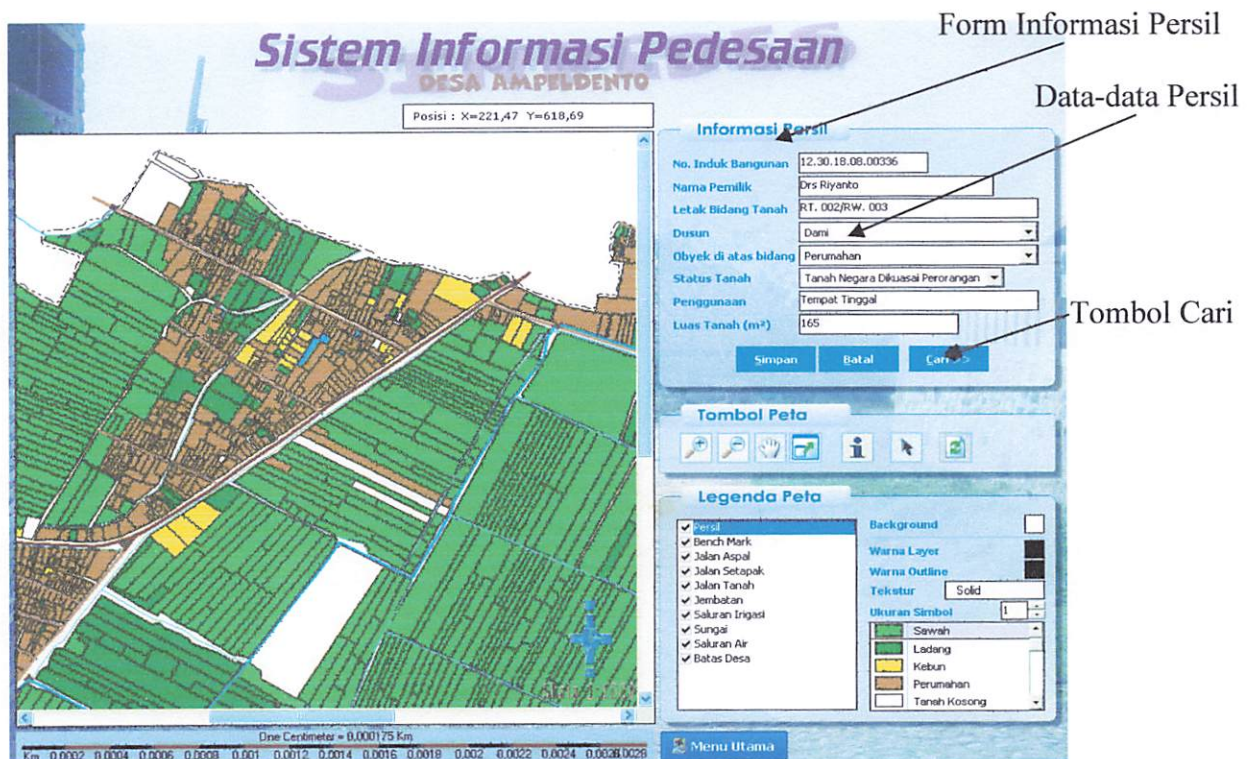 Form Informasi Persil
Sistem Informasi Pedesaan
DESA AMPELDENTO
Data-data Persil
Posisi : X=221,47 Y=618,69
Informasi Persil
No. Induk Bangunan 12.30.18.08.00336
Nama Pemilik Drs Riyanto
Letak Bidang Tanah RT. 002/RW. 003
Dusun Dami
Obyek di atas bidang Perumahan
Status Tanah Tanah Negara Dikuasai Perorangan
Penggunaan Tempat Tinggal
Luas Tanah (m²) 165
Tombol Cari
Simpan Batal Cari >>
Tombol Peta
Legenda Peta
Persil
Bench Mark
Jalan Aspal
Jalan Setapak
Jalan Tanah
Jembatan
Saluran Irigasi
Sungai
Saluran Air
Batas Desa
Background
Warna Layer
Warna Outline
Tekstur Solid
Ukuran Simbol 1
Sawah
Ladang
Kebun
Perumahan
Tanah Kosong
One Centimeter = 0,000175 Km
Km 0.0002 0.0004 0.0006 0.0008 0.001 0.0012 0.0014 0.0016 0.0018 0.002 0.0022 0.0024 0.0026 0.0028
Menu Utama